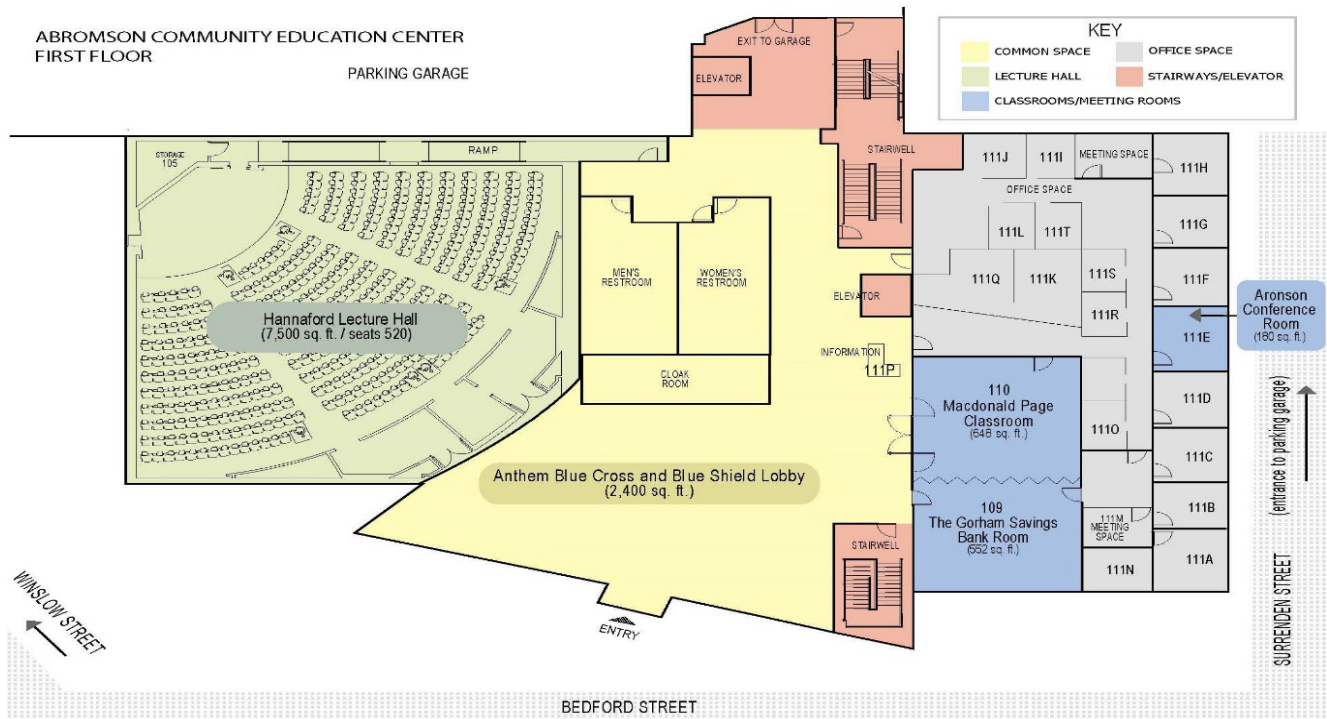 ABROMSON COMMUNITY EDUCATION CENTER
FIRST FLOOR
PARKING GARAGE
EXIT TO GARAGE
ELEVATOR
KEY
COMMON SPACE
OFFICE SPACE
LECTURE HALL
STAIRWAYS/ELEVATOR
CLASSROOMS/MEETING ROOMS
STORAGE
105
RAMP
STAIRWELL
111J
111I
MEETING SPACE
111H
OFFICE SPACE
111L
111T
111G
MEN'S
RESTROOM
WOMEN'S
RESTROOM
111Q
111K
111S
111F
ELEVATOR
111R
Hannaford Lecture Hall
(7,500 sq. ft. / seats 520)
111E
Aronson
Conference
Room
(180 sq. ft.)
INFORMATION
111P
CLOAK
ROOM
110
Macdonald Page
Classroom
(648 sq. ft.)
111D
111O
111C
Anthem Blue Cross and Blue Shield Lobby
(2,400 sq. ft.)
109
The Gorham Savings
Bank Room
(552 sq. ft.)
111M
MEETING
SPACE
111B
STAIRWELL
111N
111A
(entrance to parking garage)
SURRENDEN STREET
WINSLOW STREET
ENTRY
BEDFORD STREET